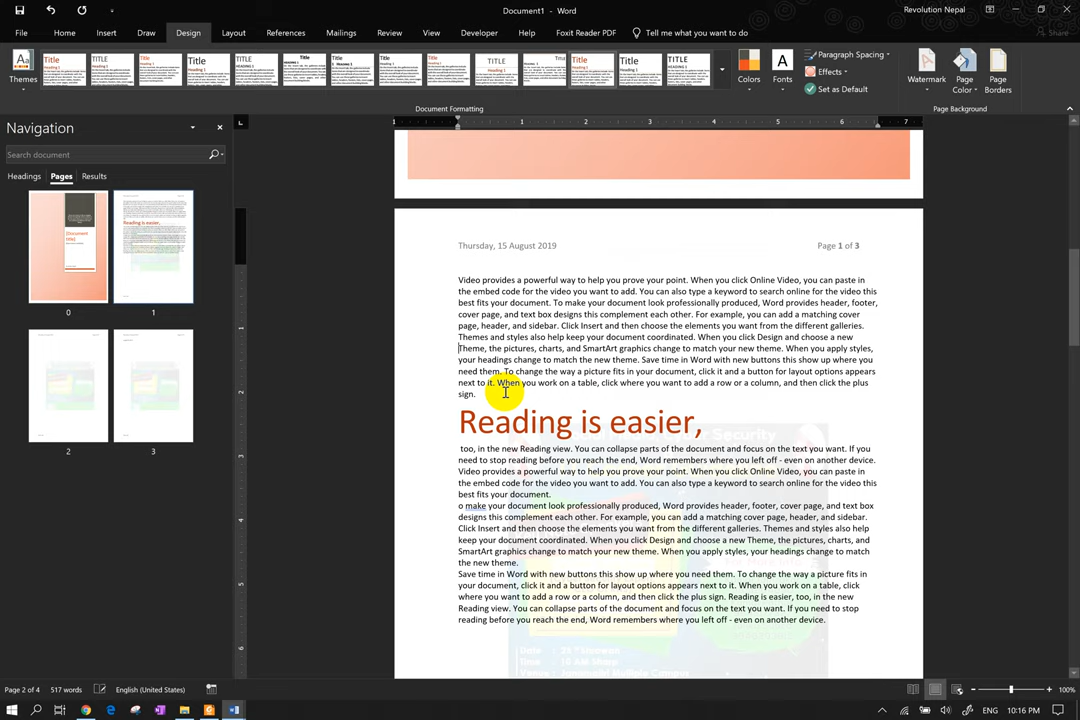 Document1 - Word
Revolution Nepal
File Home Insert Draw Design Layout References Mailings Review View Developer Help Foxit Reader PDF Tell me what you want to do Share
Themes
Colors
Fonts
Paragraph Spacing
Effects
Set as Default
Watermark
Page Color
Page Borders
Document Formatting
Page Background
Navigation
Search document
Headings Pages Results
0
1
2
3
Thursday, 15 August 2019 Page 1 of 3
Video provides a powerful way to help you prove your point. When you click Online Video, you can paste in
the embed code for the video you want to add. You can also type a keyword to search online for the video this
best fits your document. To make your document look professionally produced, Word provides header, footer,
cover page, and text box designs this complement each other. For example, you can add a matching cover
page, header, and sidebar. Click Insert and then choose the elements you want from the different galleries.
Themes and styles also help keep your document coordinated. When you click Design and choose a new
Theme, the pictures, charts, and SmartArt graphics change to match your new theme. When you apply styles,
your headings change to match the new theme. Save time in Word with new buttons this show up where you
need them. To change the way a picture fits in your document, click it and a button for layout options appears
next to it. When you work on a table, click where you want to add a row or a column, and then click the plus
sign.
Reading is easier,
too, in the new Reading view. You can collapse parts of the document and focus on the text you want. If you
need to stop reading before you reach the end, Word remembers where you left off - even on another device.
Video provides a powerful way to help you prove your point. When you click Online Video, you can paste in
the embed code for the video you want to add. You can also type a keyword to search online for the video this
best fits your document.
o make your document look professionally produced, Word provides header, footer, cover page, and text box
designs this complement each other. For example, you can add a matching cover page, header, and sidebar.
Click Insert and then choose the elements you want from the different galleries. Themes and styles also help
keep your document coordinated. When you click Design and choose a new Theme, the pictures, charts, and
SmartArt graphics change to match your new theme. When you apply styles, your headings change to match
the new theme.
Save time in Word with new buttons this show up where you need them. To change the way a picture fits in
your document, click it and a button for layout options appears next to it. When you work on a table, click
where you want to add a row or a column, and then click the plus sign. Reading is easier, too, in the new
Reading view. You can collapse parts of the document and focus on the text you want. If you need to stop
reading before you reach the end, Word remembers where you left off - even on another device.
Page 2 of 4 517 words English (United States) 100%
ENG 10:16 PM